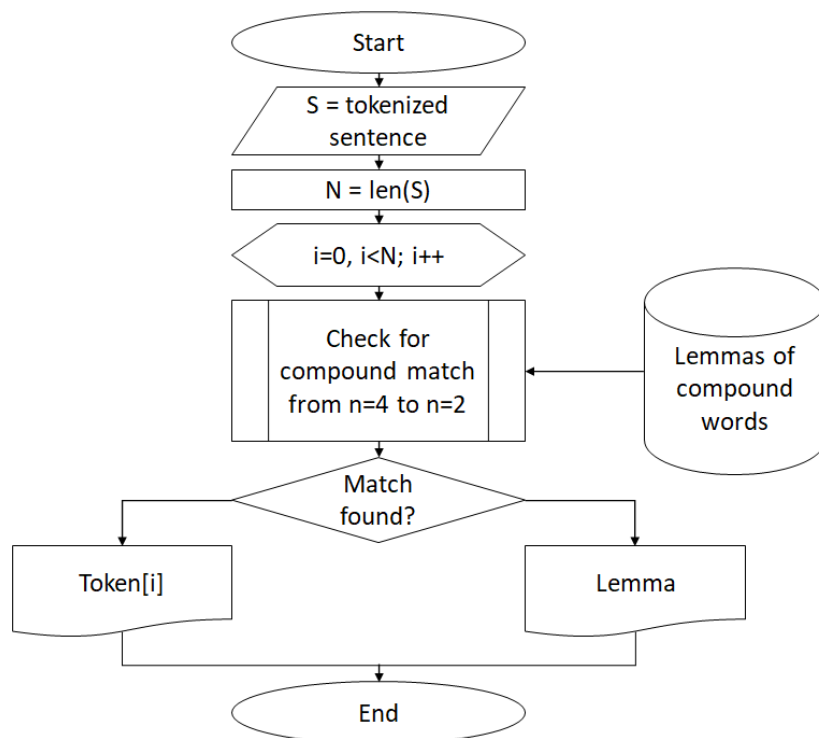 Start
S = tokenized
sentence
N = len(S)
i=0, i<N; i++
Check for
compound match
from n=4 to n=2
Lemmas of
compound
words
Match
found?
Token[i]
Lemma
End